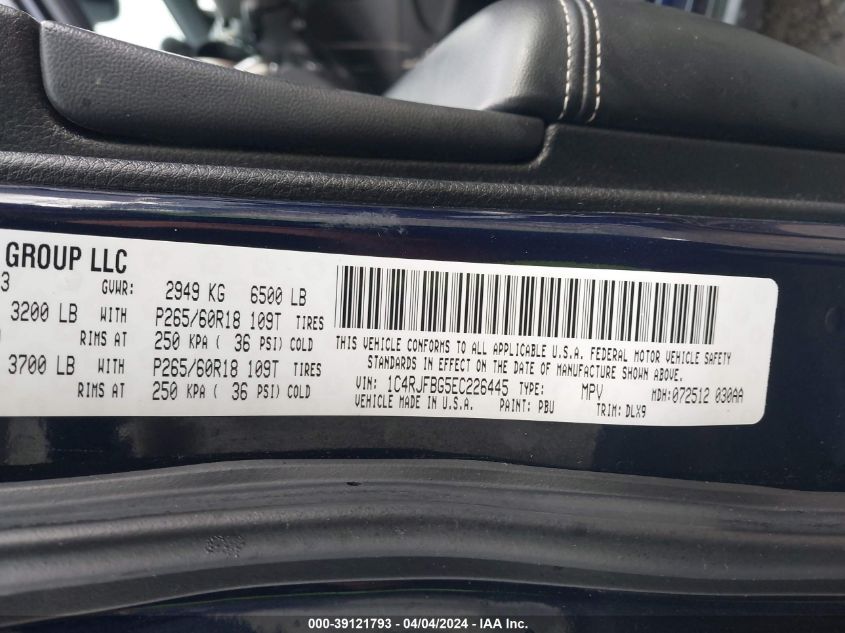 GROUP LLC
3 GVWR: 2949 KG 6500 LB
3200 LB WITH P265/60R18 109T TIRES
RIMS AT 250 KPA ( 36 PSI) COLD
3700 LB WITH P265/60R18 109T TIRES
RIMS AT 250 KPA ( 36 PSI) COLD
THIS VEHICLE CONFORMS TO ALL APPLICABLE U.S.A. FEDERAL MOTOR VEHICLE SAFETY
STANDARDS IN EFFECT ON THE DATE OF MANUFACTURE SHOWN ABOVE.
VIN: 1C4RJFBG5EC226445 TYPE: MPV MDH: 072512 030AA
VEHICLE MADE IN U.S.A. PAINT: PBU TRIM: DLX9
000-39121793 - 04/04/2024 - IAA Inc.